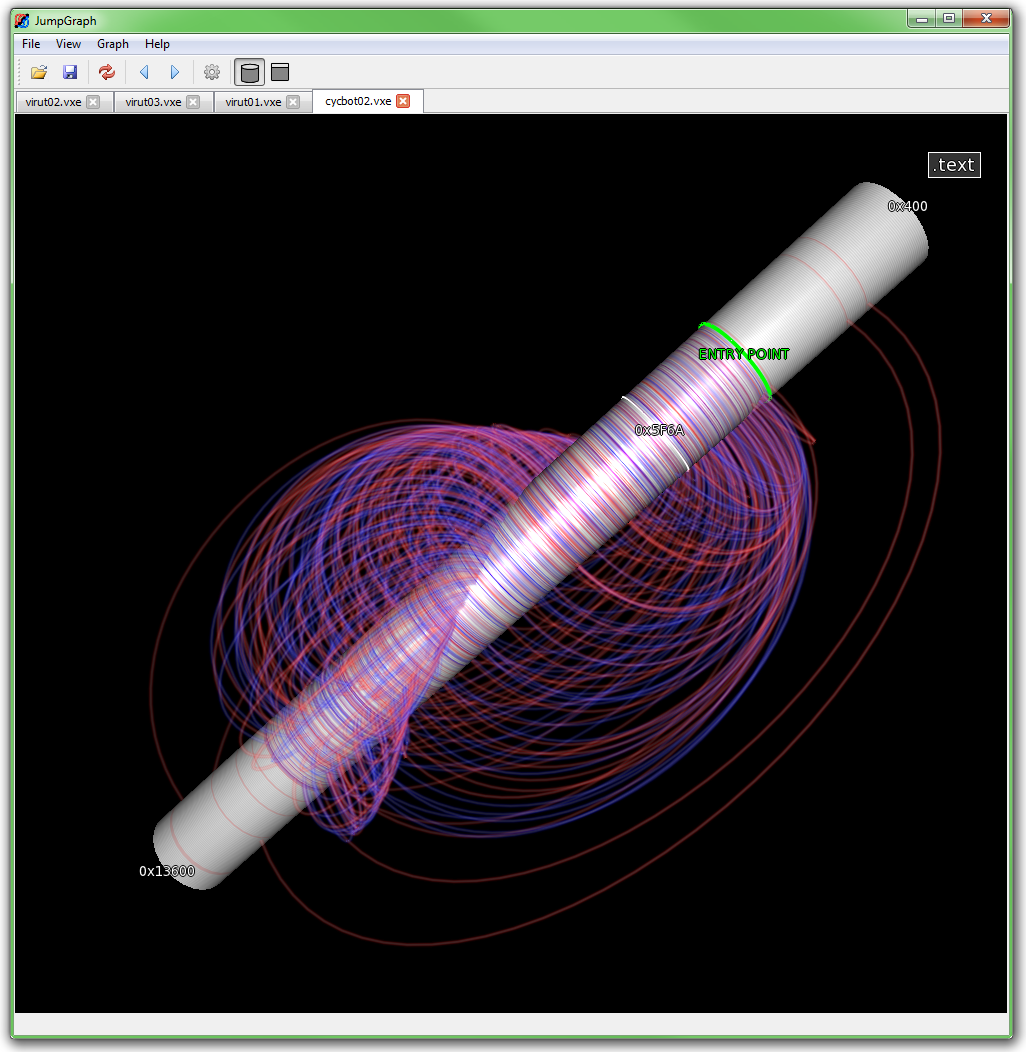 JumpGraph
File View Graph Help
virut02.vxe virut03.vxe virut01.vxe cycbot02.vxe
.text
0x400
ENTRY POINT
0x5F6A
0x13600